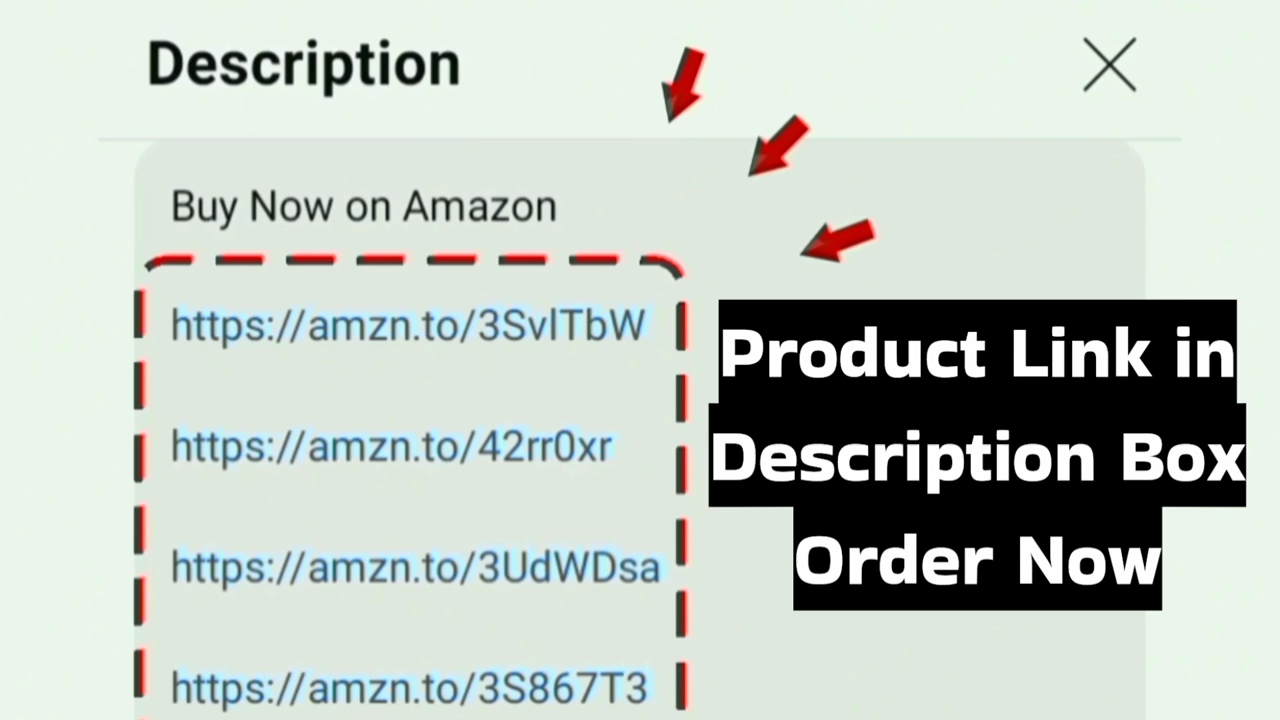 Description
Buy Now on Amazon
https://amzn.to/3SvlTbW
https://amzn.to/42rr0xr
https://amzn.to/3UdWDsa
https://amzn.to/3S867T3
Product Link in
Description Box
Order Now